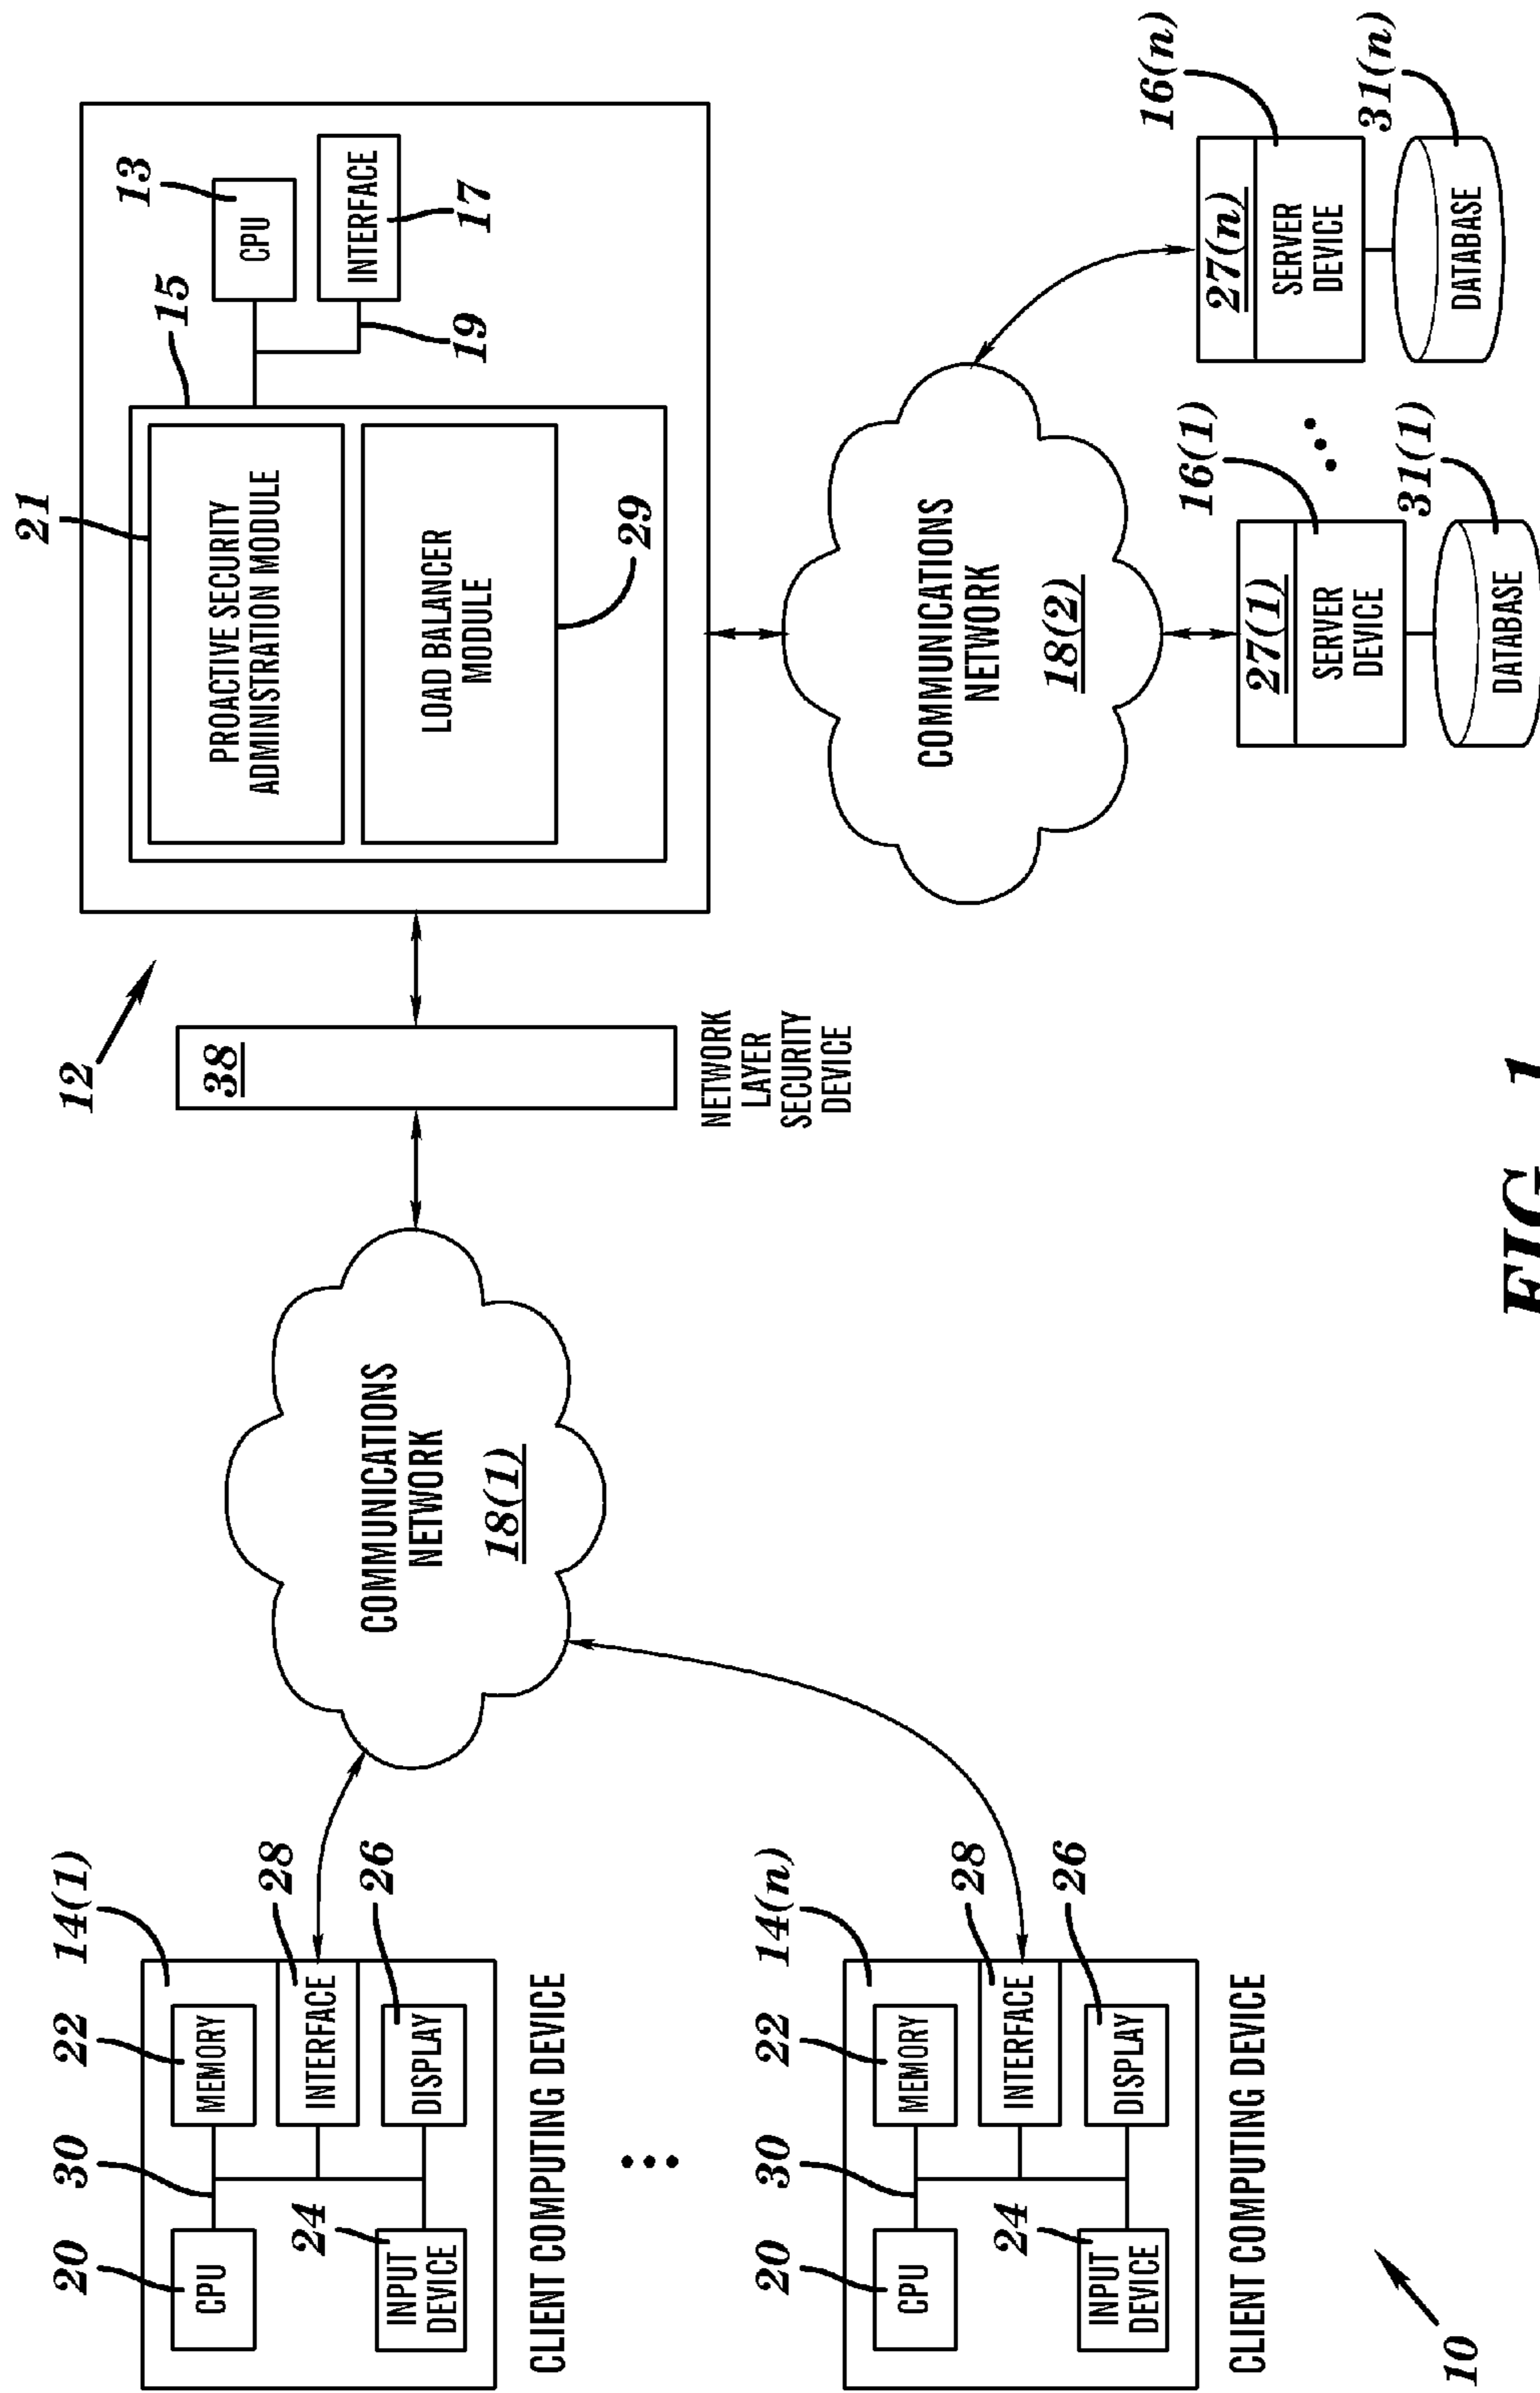 12
21
15
13
PROACTIVE SECURITY
ADMINISTRATION MODULE
CPU
INTERFACE
17
19
LOAD BALANCER
MODULE
29
38
NETWORK
LAYER
SECURITY
DEVICE
COMMUNICATIONS
NETWORK
18(1)
COMMUNICATIONS
NETWORK
18(2)
16(1)
27(1)
SERVER
DEVICE
31(1)
DATABASE
16(n)
27(n)
SERVER
DEVICE
31(n)
DATABASE
20
30
22
14(1)
CPU
MEMORY
28
INTERFACE
24
26
INPUT
DEVICE
DISPLAY
CLIENT COMPUTING DEVICE
20
30
22
14(n)
CPU
MEMORY
28
INTERFACE
24
26
INPUT
DEVICE
DISPLAY
CLIENT COMPUTING DEVICE
10
FIG. 1